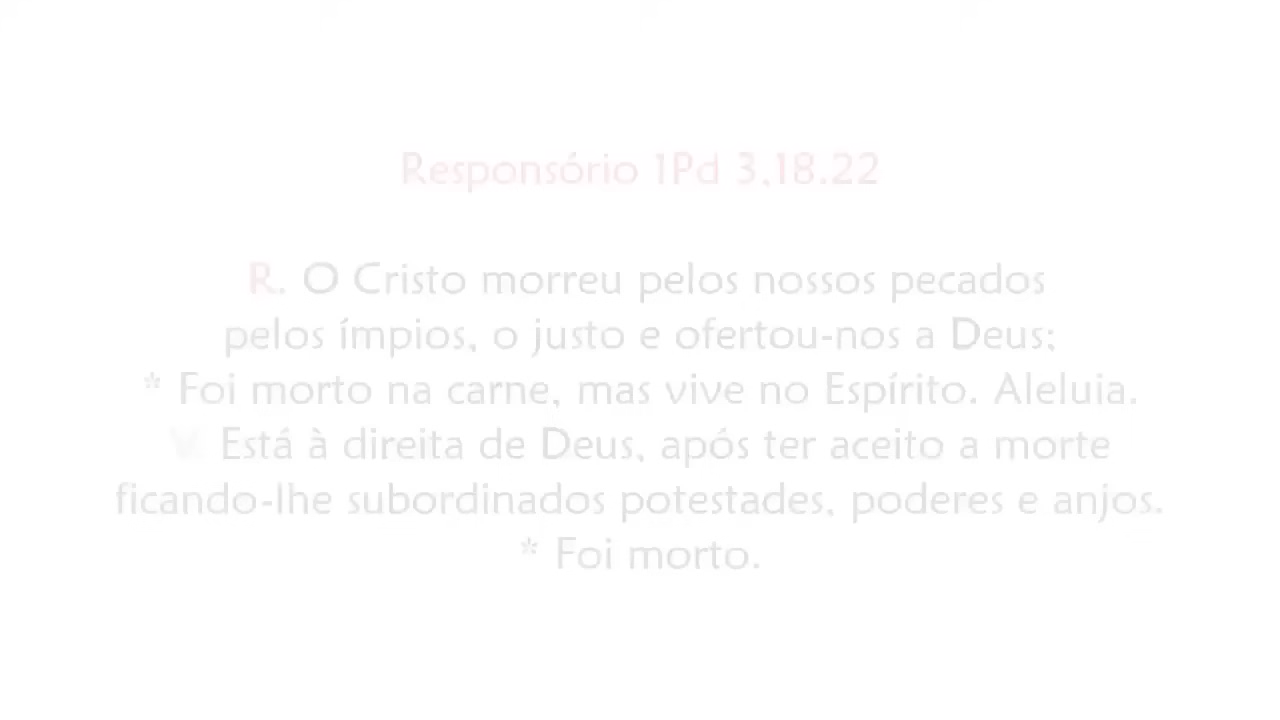 Responsório 1Pd 3,18.22
R. O Cristo morreu pelos nossos pecados
pelos ímpios, o justo e ofertou-nos a Deus;
* Foi morto na carne, mas vive no Espírito. Aleluia.
V. Está à direita de Deus, após ter aceito a morte
ficando-lhe subordinados potestades, poderes e anjos.
* Foi morto.